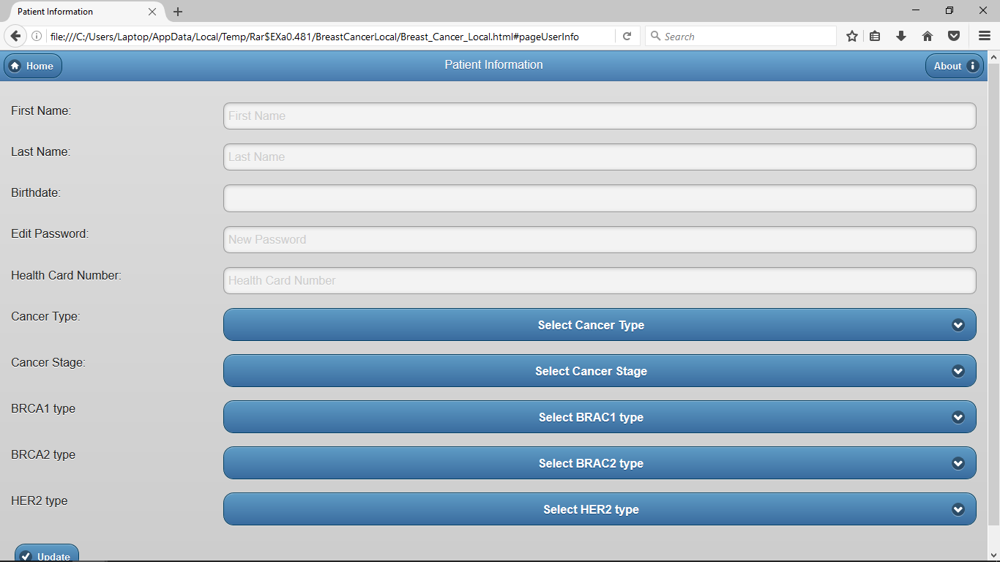 Patient Information
file:///C:/Users/Laptop/AppData/Local/Temp/Rar$EXa0.481/BreastCancerLocal/Breast_Cancer_Local.html#pageUserInfo
Search
Home
Patient Information
About
First Name:
First Name
Last Name:
Last Name
Birthdate:
Edit Password:
New Password
Health Card Number:
Health Card Number
Cancer Type:
Select Cancer Type
Cancer Stage:
Select Cancer Stage
BRCA1 type
Select BRAC1 type
BRCA2 type
Select BRAC2 type
HER2 type
Select HER2 type
Update